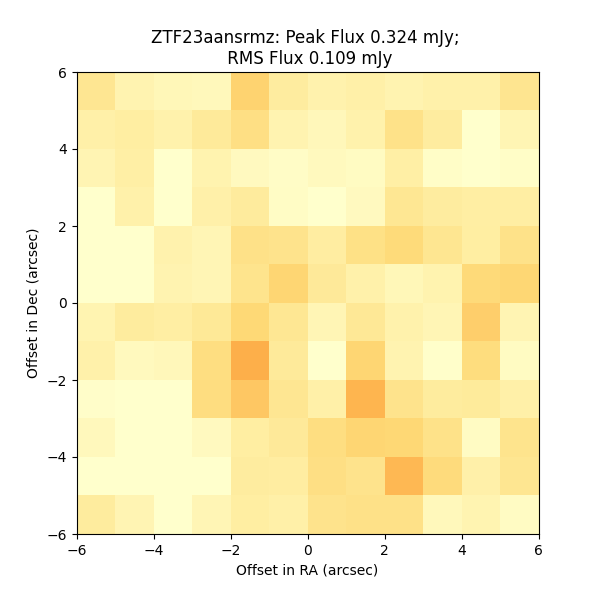 ZTF23aansrmz: Peak Flux 0.324 mJy;
RMS Flux 0.109 mJy
6
4
2
0
−2
−4
−6
Offset in Dec (arcsec)
−6 −4 −2 0 2 4 6
Offset in RA (arcsec)